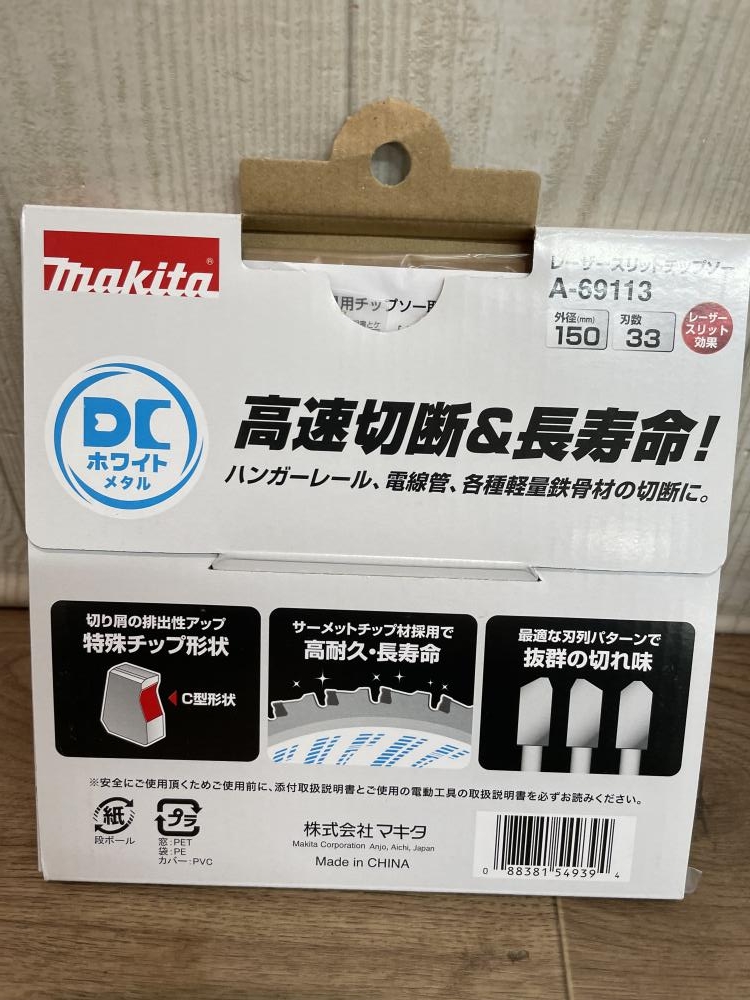 makita®
レーザースリットチップソー
A-69113
外径(mm)
150
刃数
33
レーザー
スリット
効果
用チップソー
DC
ホワイト
メタル
高速切断&長寿命!
ハンガーレール、電線管、各種軽量鉄骨材の切断に。
切り屑の排出性アップ
特殊チップ形状
C型形状
サーメットチップ材採用で
高耐久・長寿命
最適な刃列パターンで
抜群の切れ味
※安全にご使用頂くためご使用前に、添付取扱説明書とご使用の電動工具の取扱説明書を必ずお読みください。
紙
段ボール
プラ
窓:PET
袋:PE
カバー:PVC
株式会社マキタ
Makita Corporation Anjo, Aichi, Japan
Made in CHINA
0 88381 54939 4